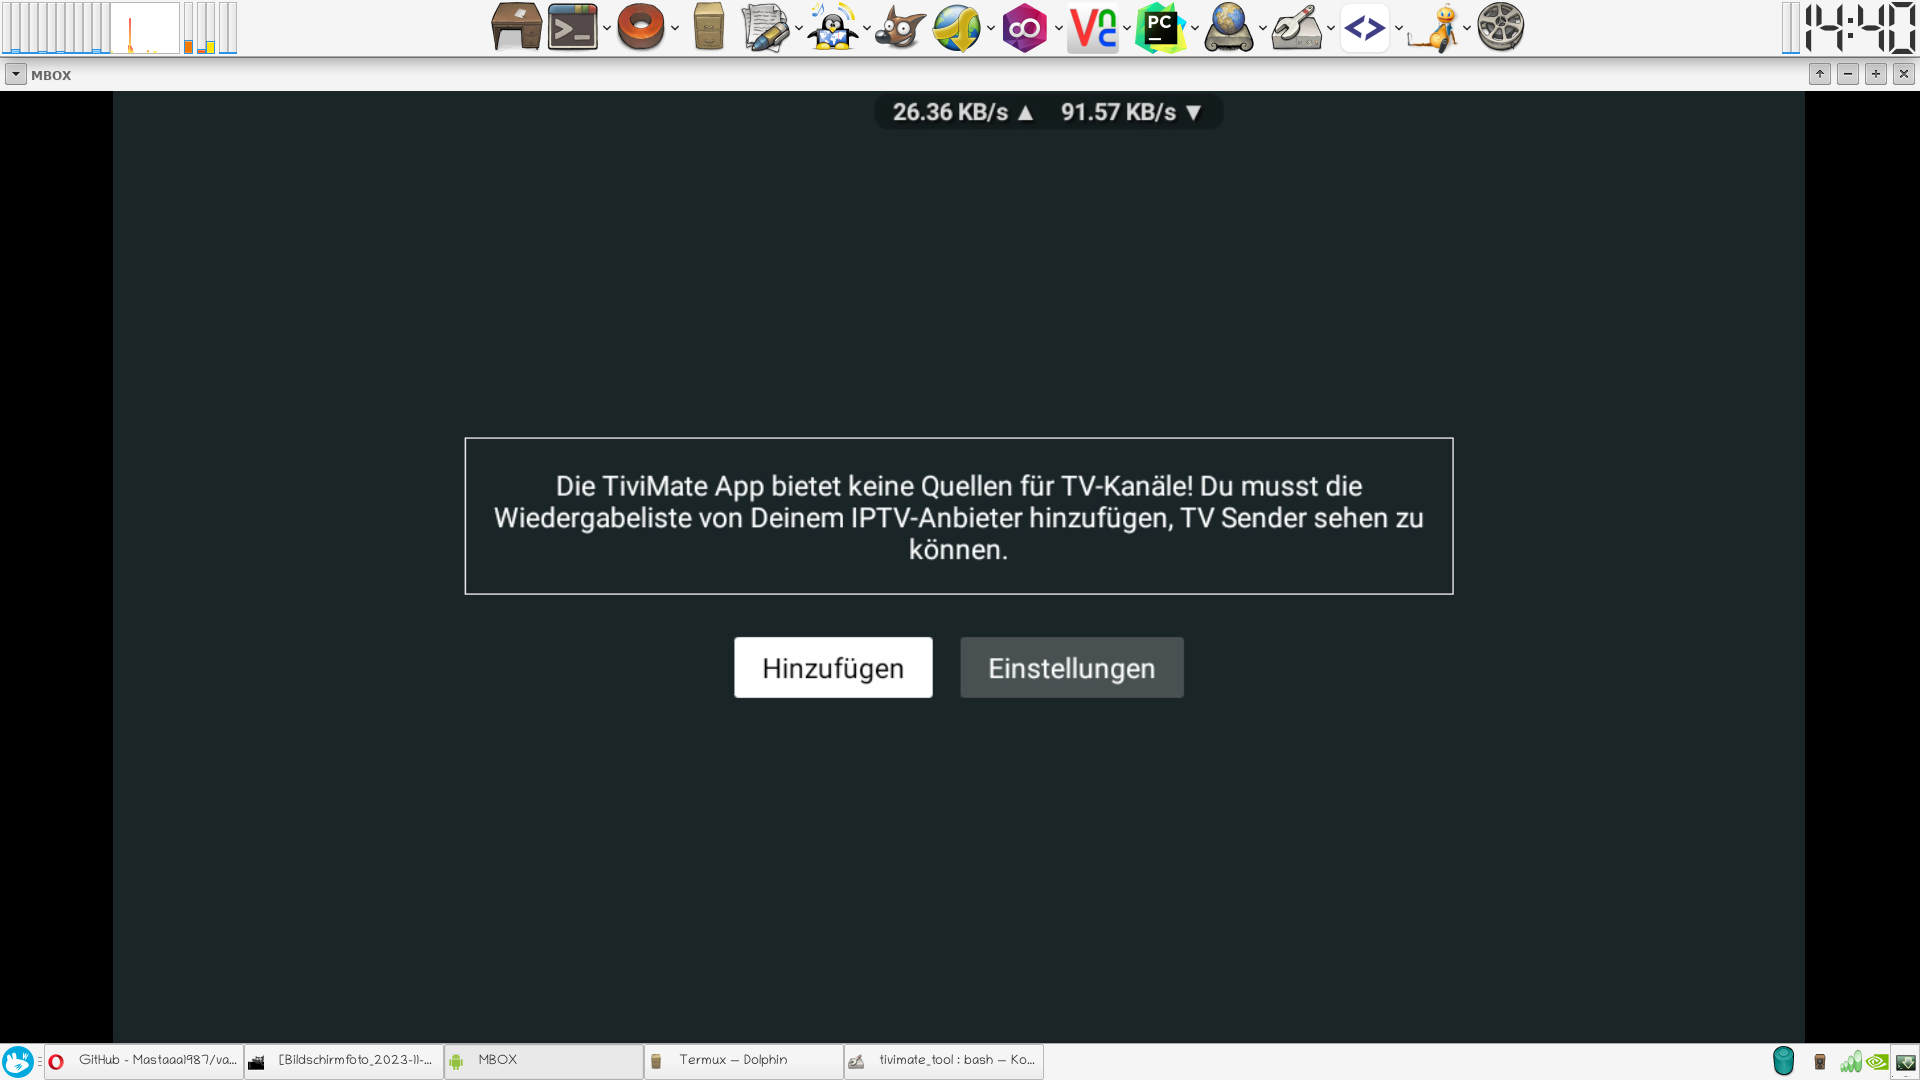 14:40
MBOX
26.36 KB/s ▲ 91.57 KB/s ▼
Die TiviMate App bietet keine Quellen für TV-Kanäle! Du musst die
Wiedergabeliste von Deinem IPTV-Anbieter hinzufügen, TV Sender sehen zu
können.
Hinzufügen
Einstellungen
GitHub - Mastaaa1987/va...
[Bildschirmfoto_2023-11-...
MBOX
Termux — Dolphin
tivimate_tool : bash — Ko...